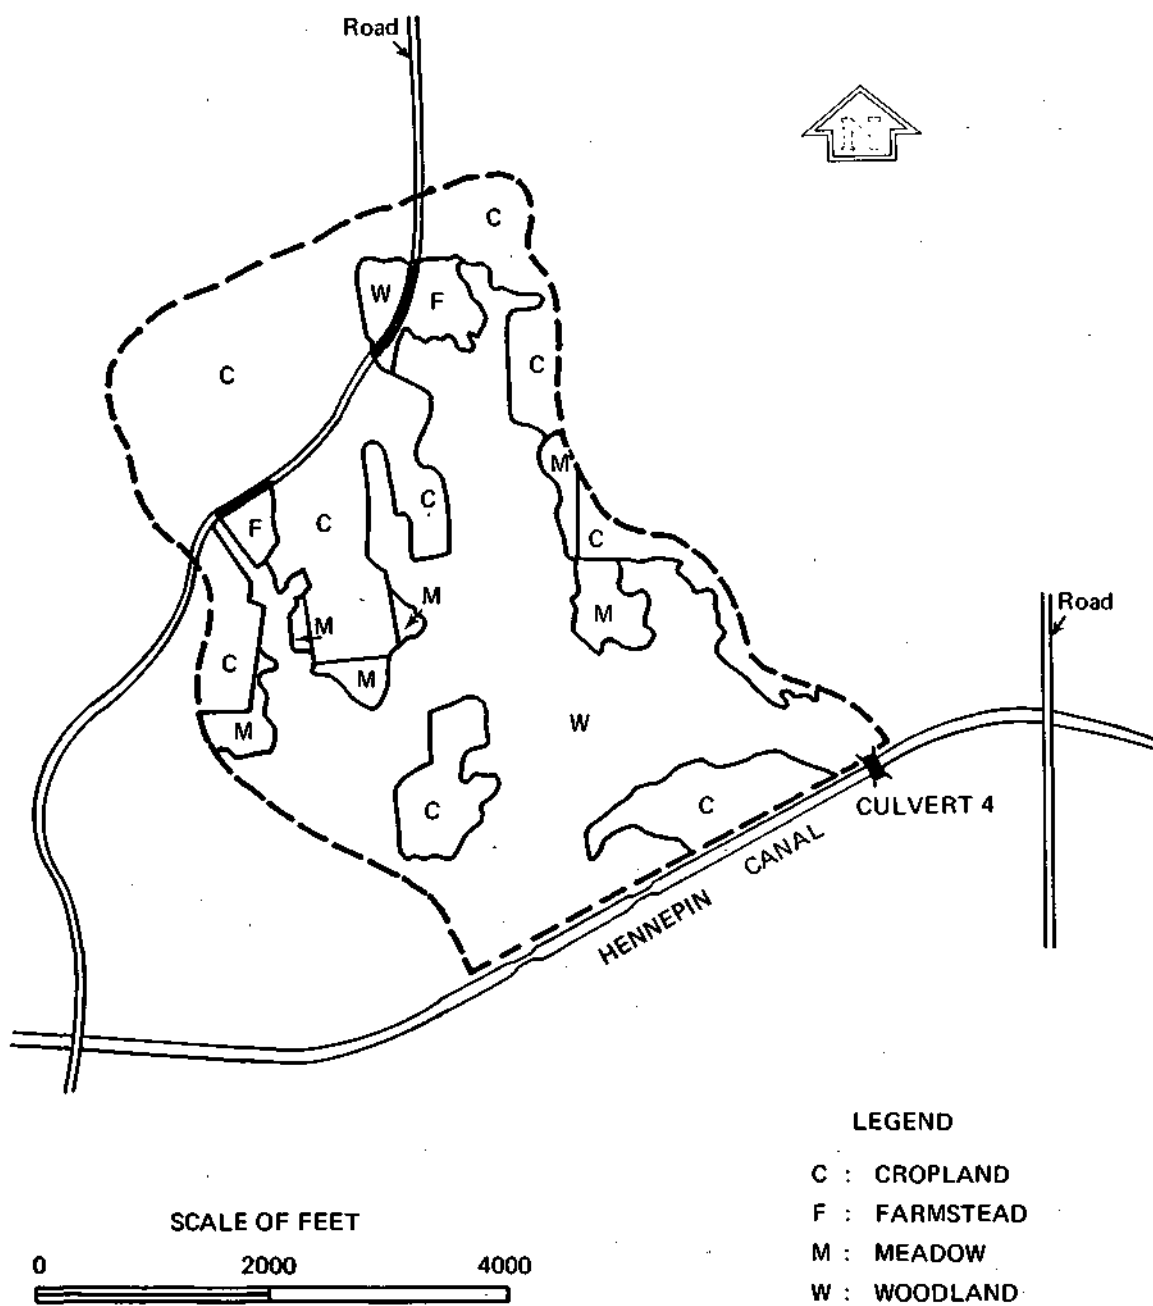 Road
N
C
W
F
C
C
M
C
C
F
C
M
M
M
C
M
M
W
C
C
Road
CULVERT 4
HENNEPIN CANAL
LEGEND
C : CROPLAND
F : FARMSTEAD
M : MEADOW
W : WOODLAND
SCALE OF FEET
0 2000 4000